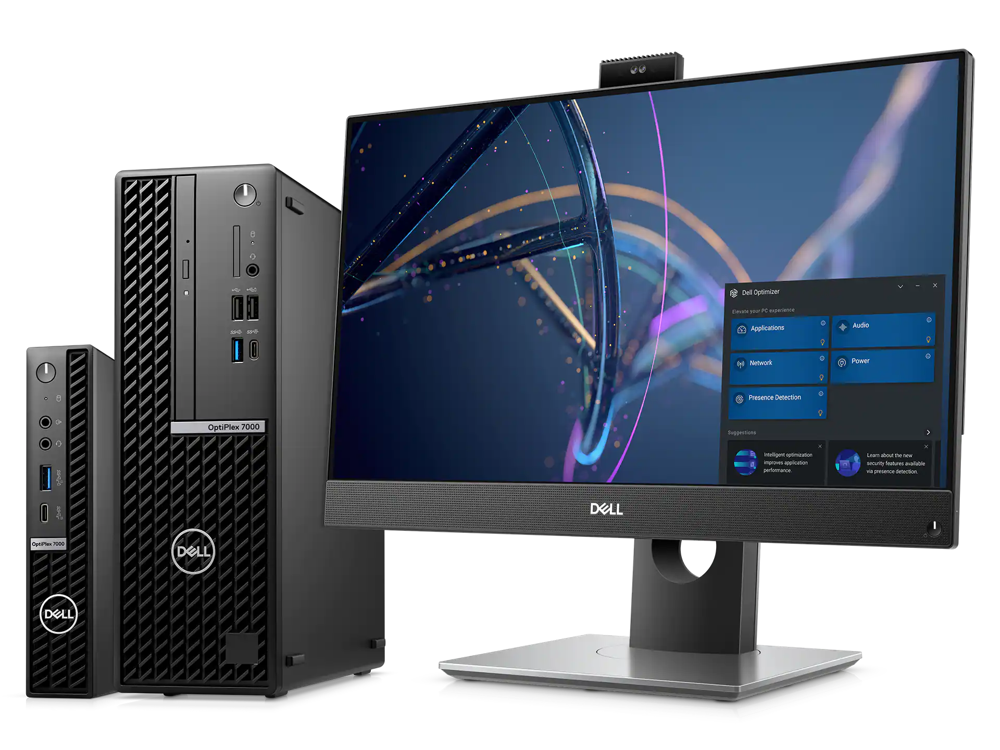 OptiPlex 7000
DELL
OptiPlex 7000
DELL
Dell Optimizer
Elevate your PC experience
Applications
Audio
Network
Power
Presence Detection
Suggestions
Intelligent optimization
improves application
performance.
Learn about the new
security features available
via presence detection.
DELL